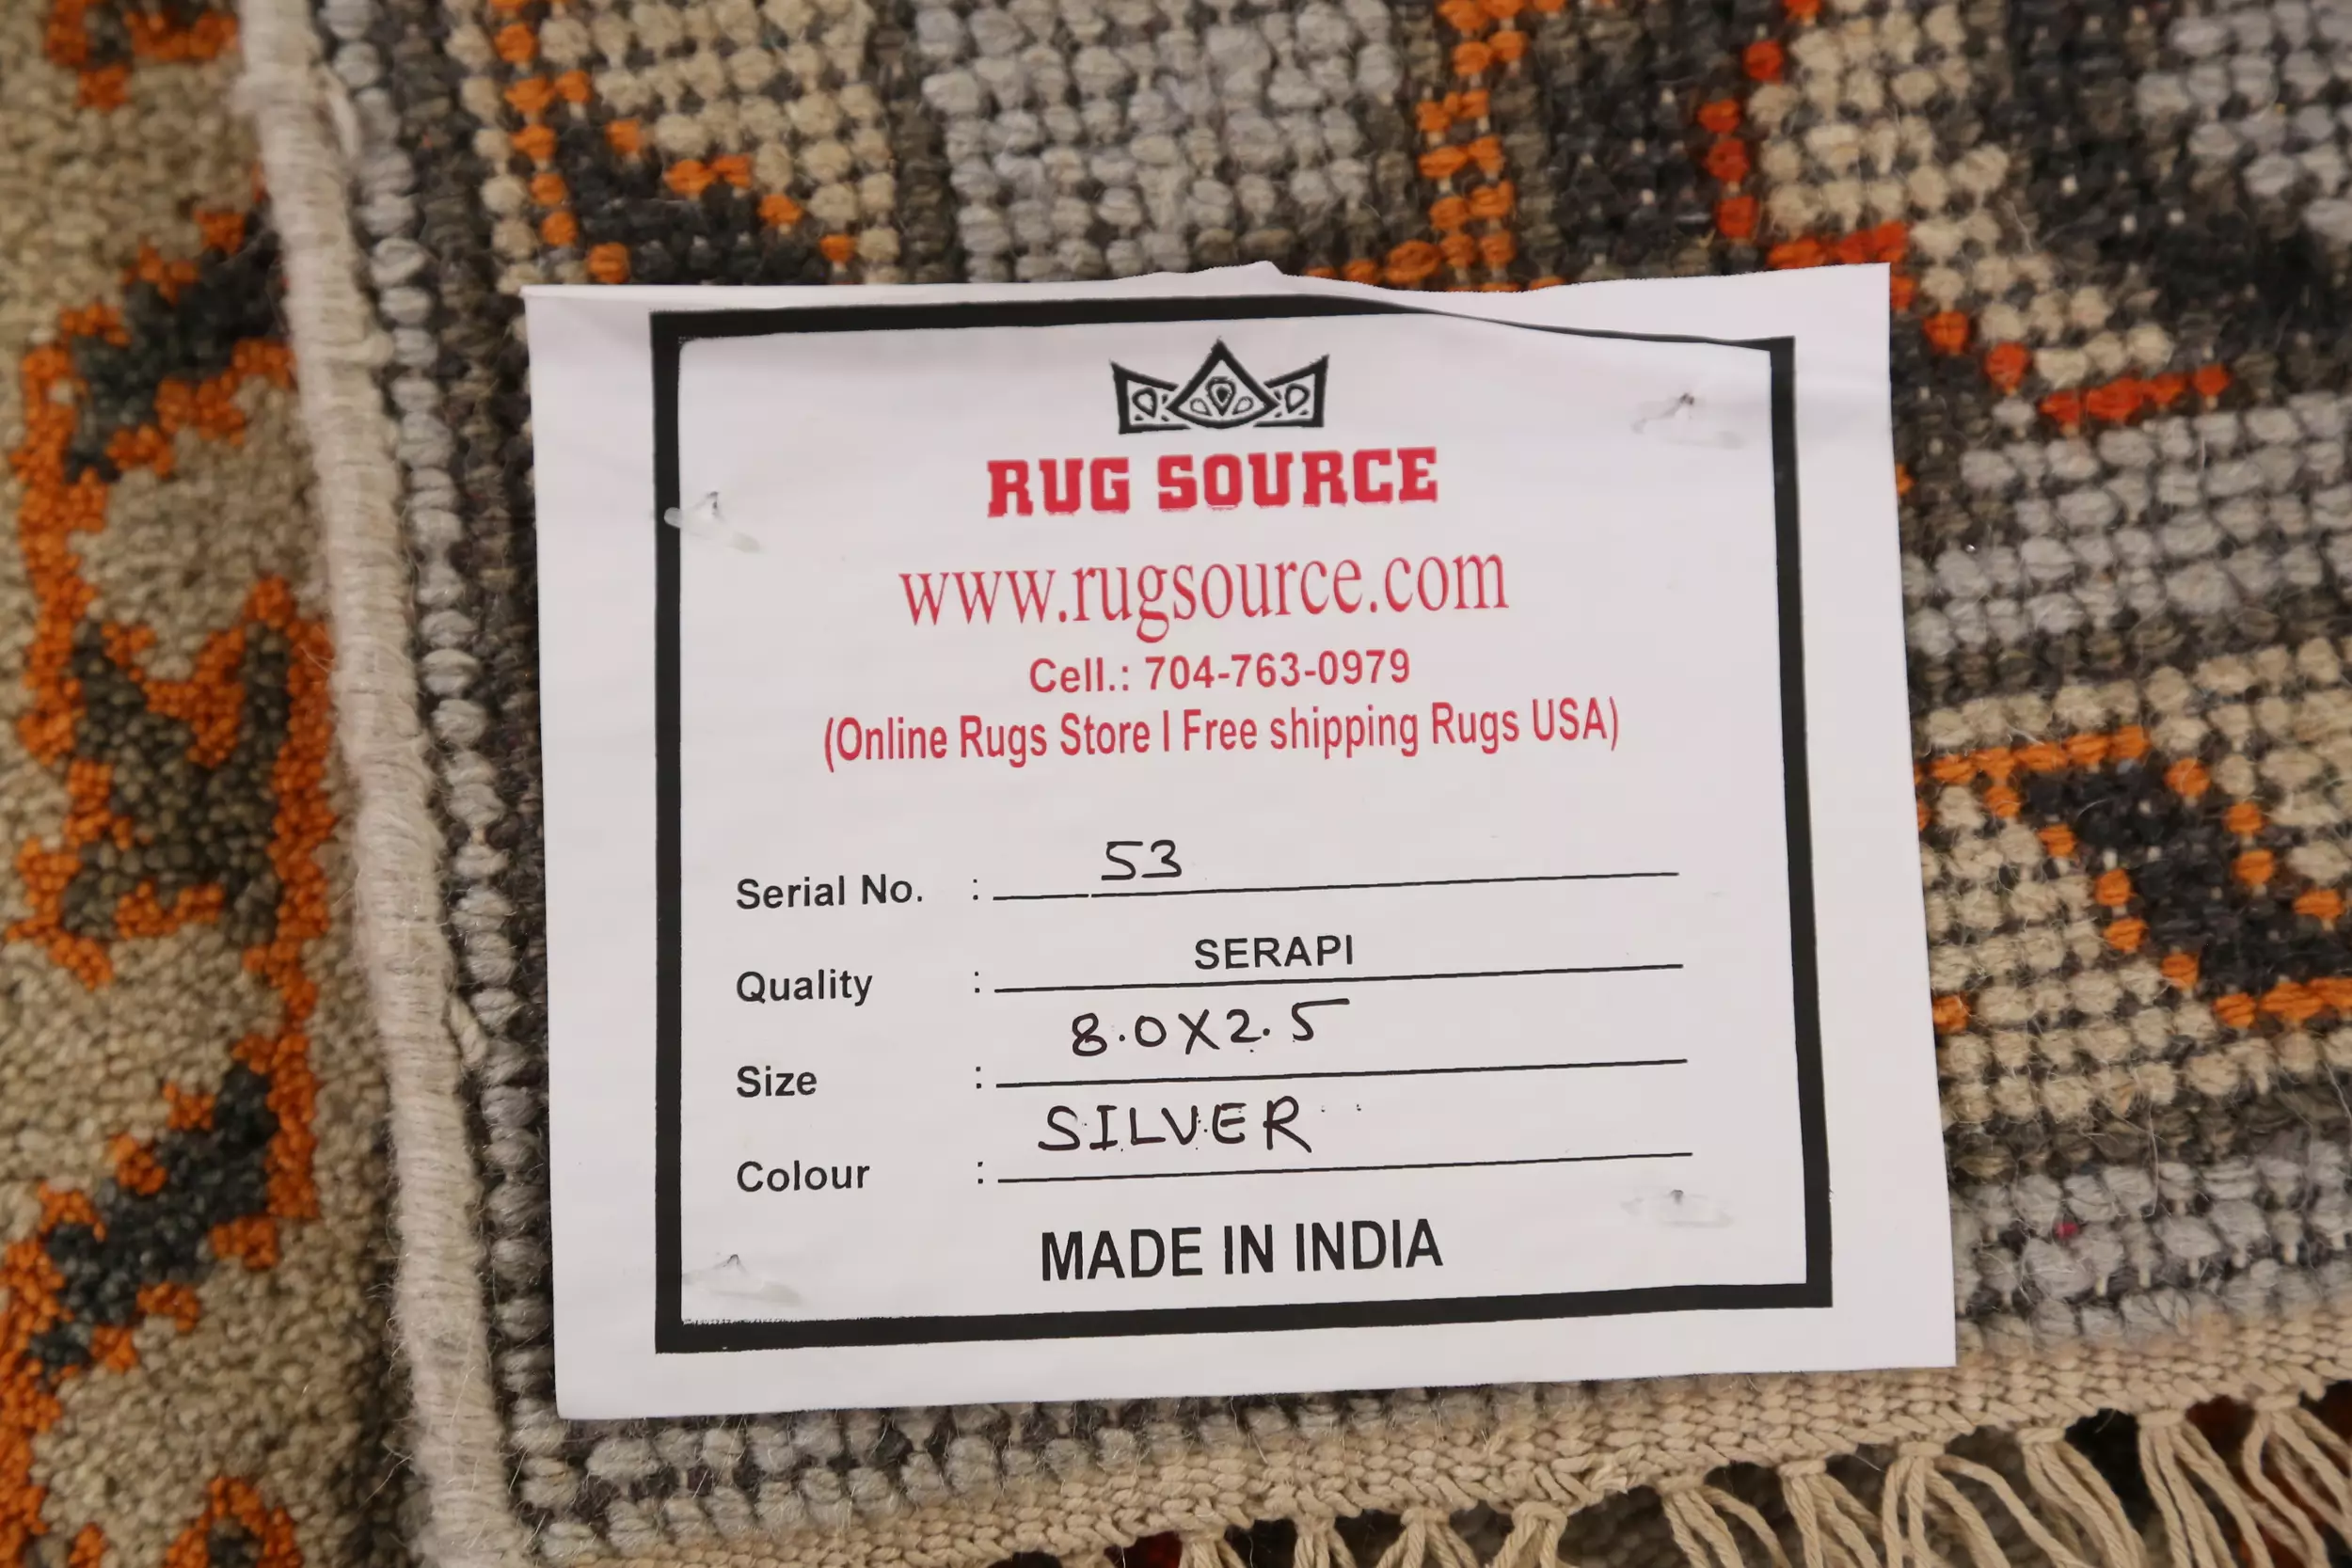 RUG SOURCE
www.rugsource.com
Cell.: 704-763-0979
(Online Rugs Store I Free shipping Rugs USA)
Serial No. : 53
Quality : SERAPI
Size : 8.0X2.5
Colour : SILVER
MADE IN INDIA